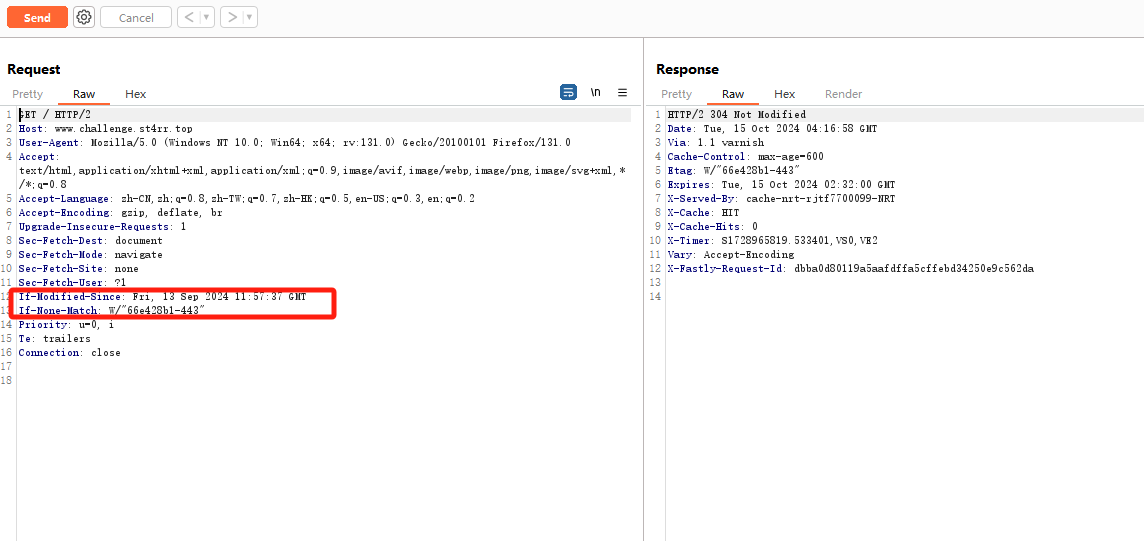 Send
Cancel
< | ▾
> | ▾
Request
Pretty
Raw
Hex
\n
1 GET / HTTP/2
2 Host: www.challenge.st4rr.top
3 User-Agent: Mozilla/5.0 (Windows NT 10.0; Win64; x64; rv:131.0) Gecko/20100101 Firefox/131.0
4 Accept:
text/html,application/xhtml+xml,application/xml;q=0.9,image/avif,image/webp,image/png,image/svg+xml,*
/*;q=0.8
5 Accept-Language: zh-CN,zh;q=0.8,zh-TW;q=0.7,zh-HK;q=0.5,en-US;q=0.3,en;q=0.2
6 Accept-Encoding: gzip, deflate, br
7 Upgrade-Insecure-Requests: 1
8 Sec-Fetch-Dest: document
9 Sec-Fetch-Mode: navigate
10 Sec-Fetch-Site: none
11 Sec-Fetch-User: ?1
12 If-Modified-Since: Fri, 13 Sep 2024 11:57:37 GMT
13 If-None-Match: W/"66e428b1-443"
14 Priority: u=0, i
15 Te: trailers
16 Connection: close
17
18
Response
Pretty
Raw
Hex
Render
1 HTTP/2 304 Not Modified
2 Date: Tue, 15 Oct 2024 04:16:58 GMT
3 Via: 1.1 varnish
4 Cache-Control: max-age=600
5 Etag: W/"66e428b1-443"
6 Expires: Tue, 15 Oct 2024 02:32:00 GMT
7 X-Served-By: cache-nrt-rjtf7700099-NRT
8 X-Cache: HIT
9 X-Cache-Hits: 0
10 X-Timer: S1728965819.533401,VS0,VE2
11 Vary: Accept-Encoding
12 X-Fastly-Request-Id: dbba0d80119a5aafdffa5cffebd34250e9c562da
13
14